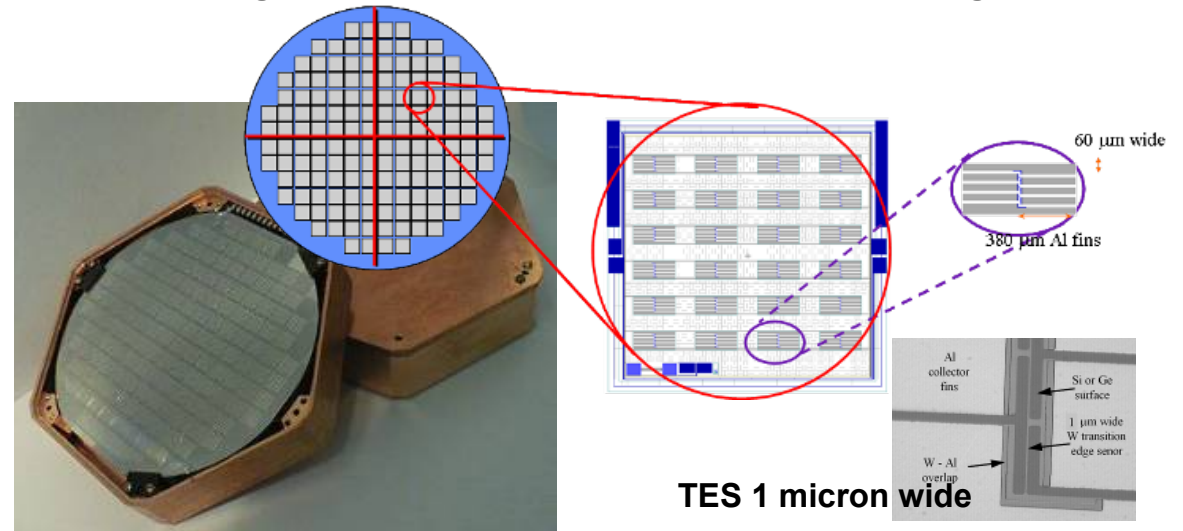 60 μm wide
380 μm Al fins
Al
collector
fins
Si or Ge
surface
1 μm wide
W transition
edge senor
W - Al
overlap
TES 1 micron wide